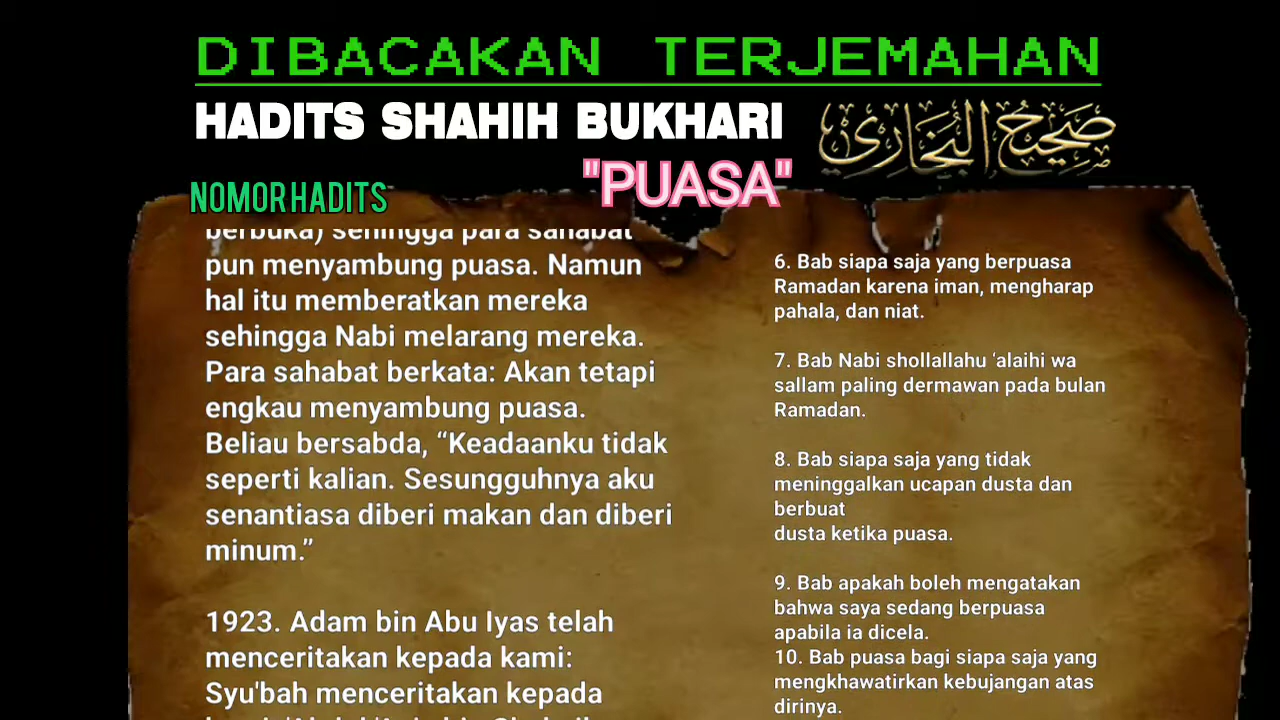 DIBACAKAN TERJEMAHAN
HADITS SHAHIH BUKHARI
صحيح البخاري
"PUASA"
NOMOR HADITS
berbuka) sehingga para sahabat
pun menyambung puasa. Namun
hal itu memberatkan mereka
sehingga Nabi melarang mereka.
Para sahabat berkata: Akan tetapi
engkau menyambung puasa.
Beliau bersabda, “Keadaanku tidak
seperti kalian. Sesungguhnya aku
senantiasa diberi makan dan diberi
minum.”
1923. Adam bin Abu Iyas telah
menceritakan kepada kami:
Syu'bah menceritakan kepada
6. Bab siapa saja yang berpuasa
Ramadan karena iman, mengharap
pahala, dan niat.
7. Bab Nabi shollallahu ‘alaihi wa
sallam paling dermawan pada bulan
Ramadan.
8. Bab siapa saja yang tidak
meninggalkan ucapan dusta dan
berbuat
dusta ketika puasa.
9. Bab apakah boleh mengatakan
bahwa saya sedang berpuasa
apabila ia dicela.
10. Bab puasa bagi siapa saja yang
mengkhawatirkan kebujangan atas
dirinya.